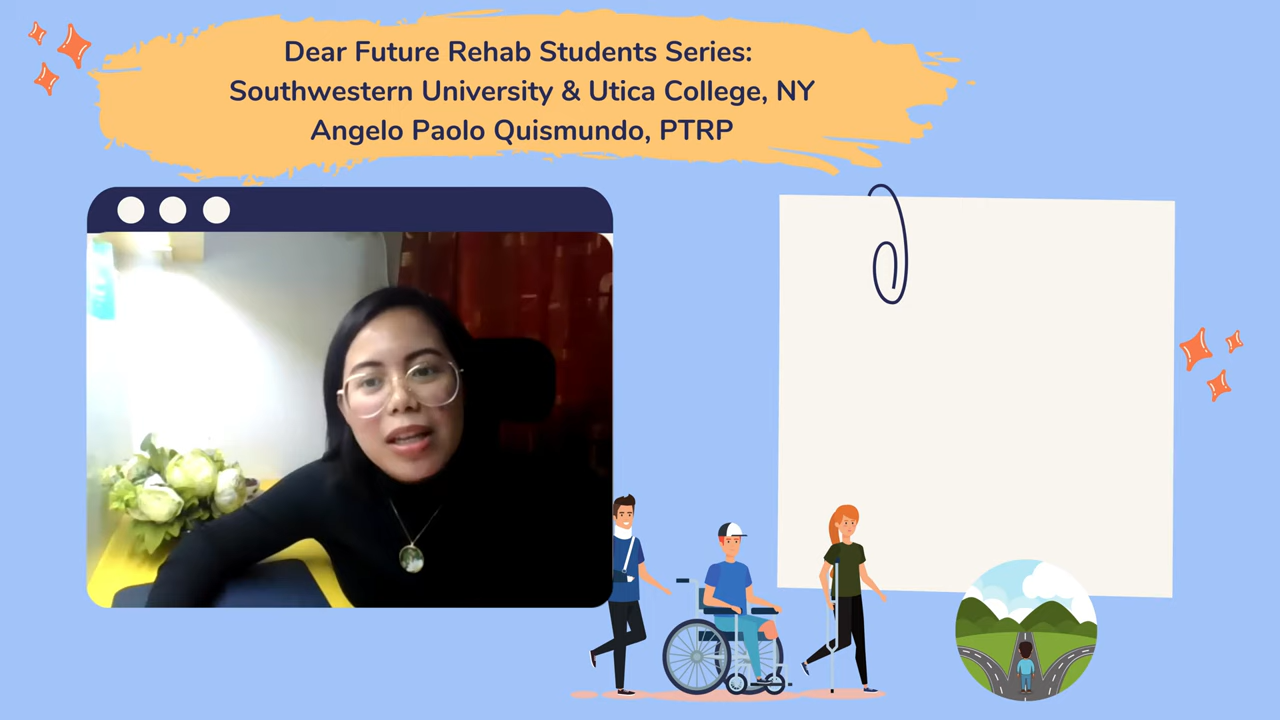 Dear Future Rehab Students Series:
Southwestern University & Utica College, NY
Angelo Paolo Quismundo, PTRP